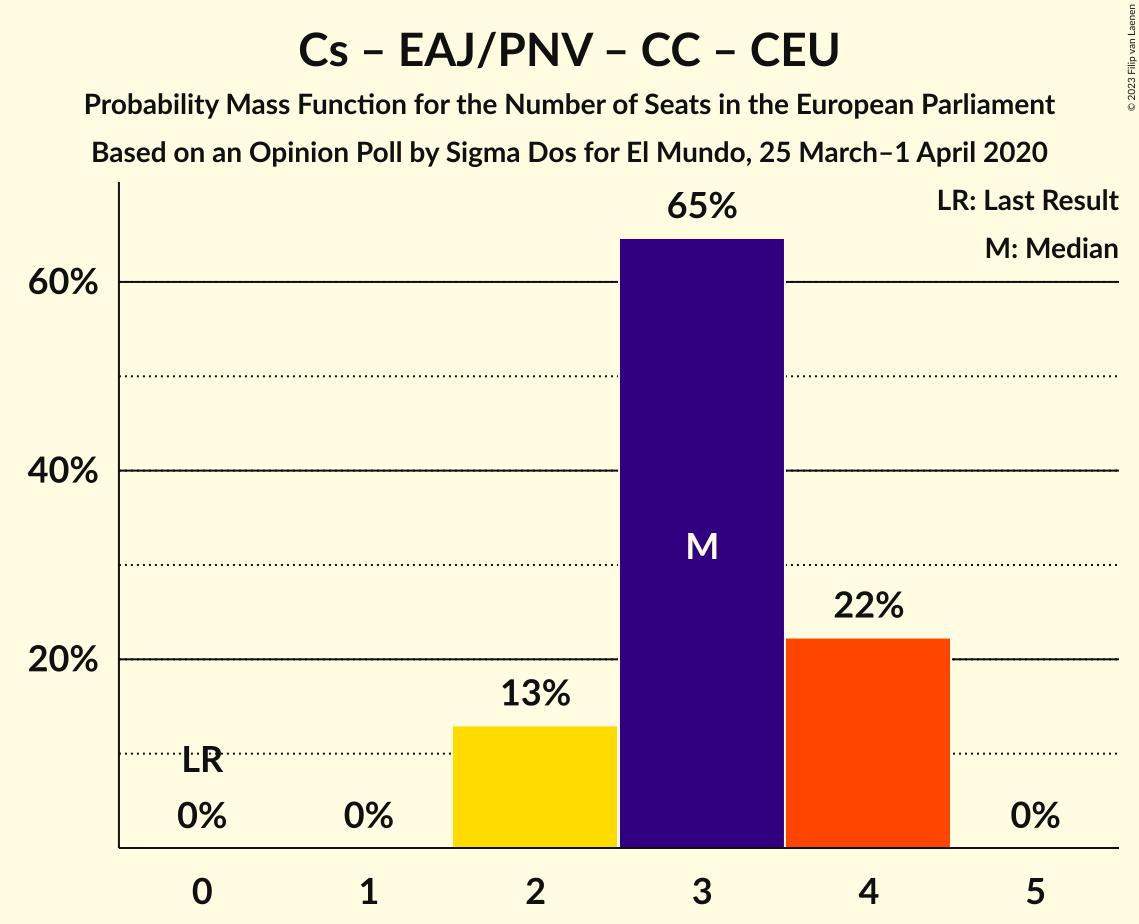 Cs – EAJ/PNV – CC – CEU
Probability Mass Function for the Number of Seats in the European Parliament
Based on an Opinion Poll by Sigma Dos for El Mundo, 25 March–1 April 2020
© 2023 Filip van Laenen
LR: Last Result
M: Median
65%
60%
40%
M
22%
20%
13%
LR
0%
0%
0%
0 1 2 3 4 5